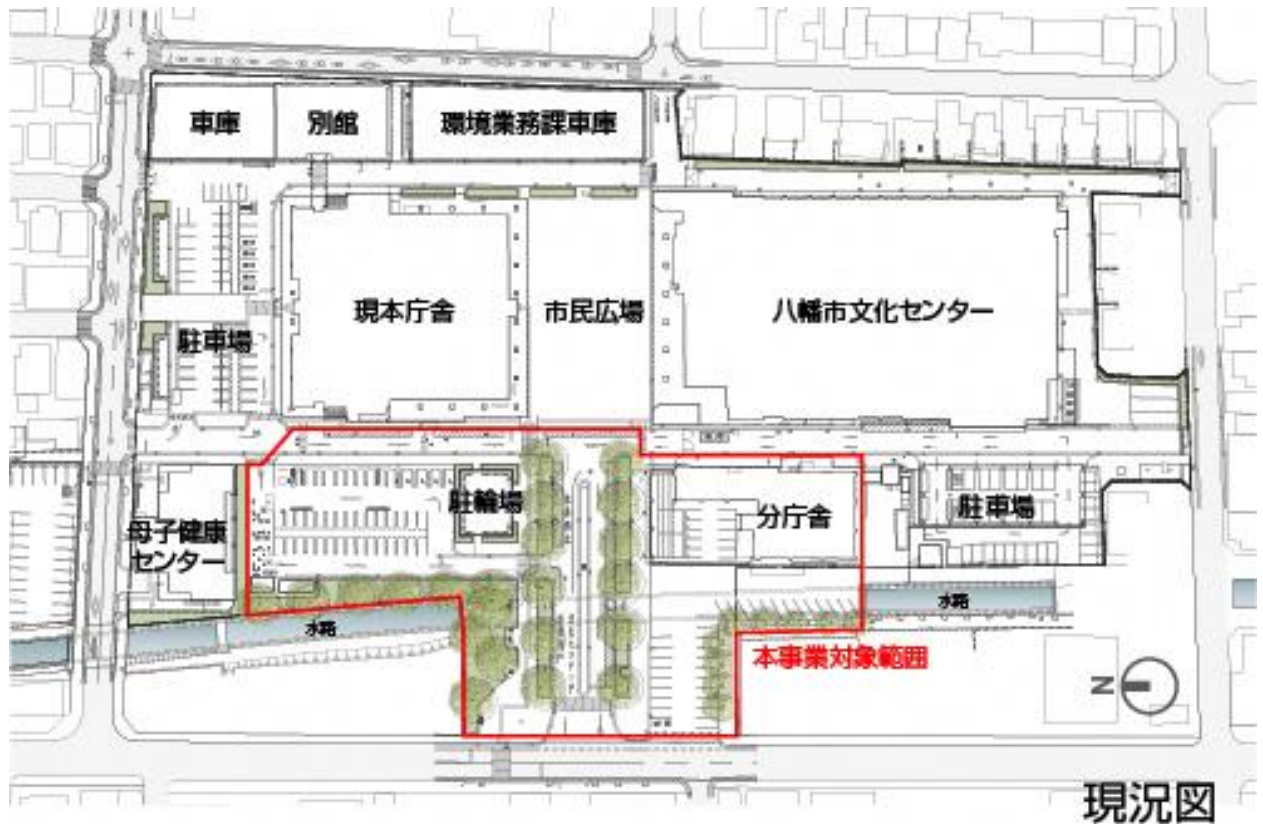 車庫
別館
環境業務課車庫
現本庁舎
市民広場
八幡市文化センター
駐車場
駐輪場
分庁舎
駐車場
母子健康
センター
水路
水路
本事業対象範囲
N
現況図